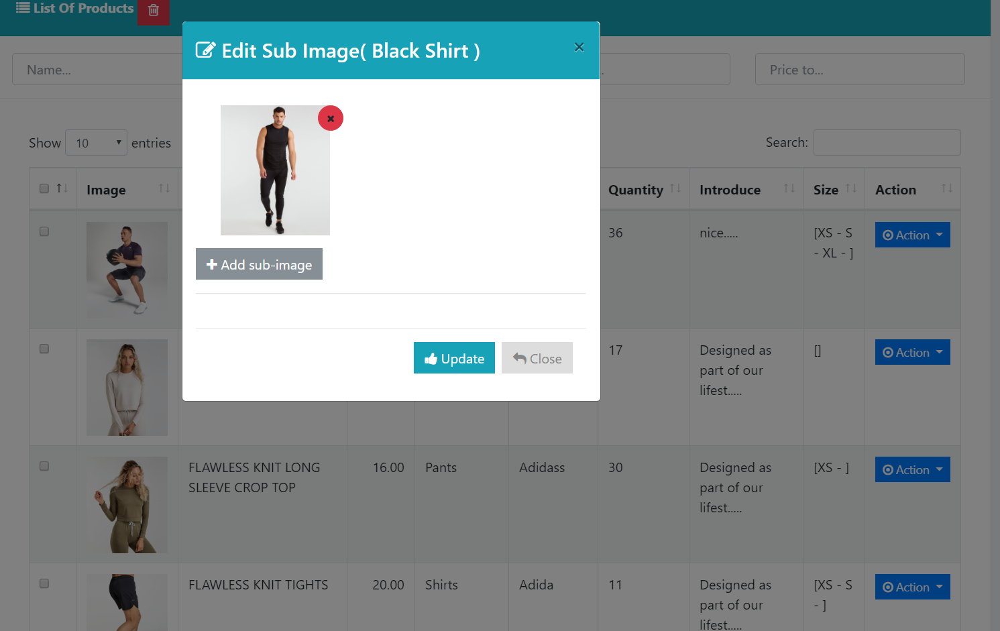 List Of Products
Edit Sub Image( Black Shirt )
×
Name...
.
Price to...
Show 10 entries
Search:
Add sub-image
Update
Close
Image
Quantity
Introduce
Size
Action
36
nice.....
[XS - S
- XL - ]
Action
17
Designed as
part of our
lifest.....
[]
Action
FLAWLESS KNIT LONG
SLEEVE CROP TOP
16.00
Pants
Adidass
30
Designed as
part of our
lifest.....
[XS - ]
Action
FLAWLESS KNIT TIGHTS
20.00
Shirts
Adida
11
Designed as
part of our
lifest.....
[XS - S
- ]
Action